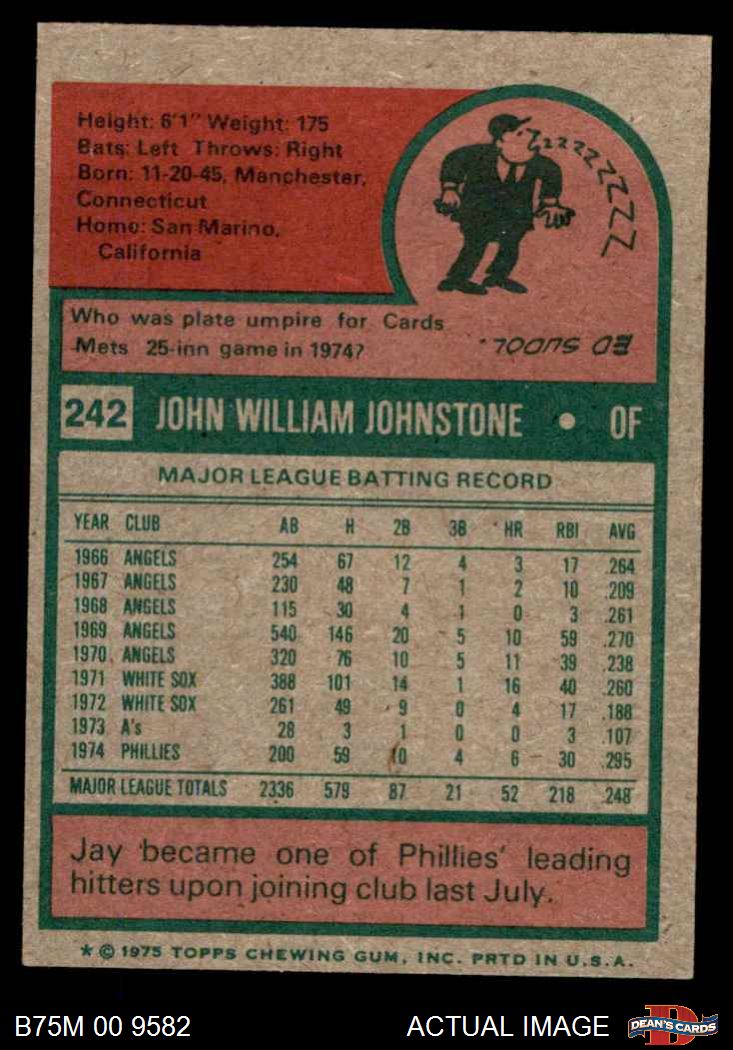 Height: 6'1" Weight: 175
Bats: Left Throws: Right
Born: 11-20-45, Manchester,
Connecticut
Home: San Marino,
California
ZZZZZZZZZ
Who was plate umpire for Cards
Mets 25-inn game in 1974?
ED SUDOL.
242 JOHN WILLIAM JOHNSTONE • OF
MAJOR LEAGUE BATTING RECORD
YEAR CLUB AB H 2B 3B HR RBI AVG
1966 ANGELS 254 67 12 4 3 17 .264
1967 ANGELS 230 48 7 1 2 10 .209
1968 ANGELS 115 30 4 1 0 3 .261
1969 ANGELS 540 146 20 5 10 59 .270
1970 ANGELS 320 76 10 5 11 39 .238
1971 WHITE SOX 388 101 14 1 16 40 .260
1972 WHITE SOX 261 49 9 0 4 17 .188
1973 A's 28 3 1 0 0 3 .107
1974 PHILLIES 200 59 10 4 6 30 .295
MAJOR LEAGUE TOTALS 2336 579 87 21 52 218 .248
Jay became one of Phillies' leading
hitters upon joining club last July.
* © 1975 TOPPS CHEWING GUM, INC. PRTD IN U.S.A.
B75M 00 9582 ACTUAL IMAGE D DEAN'S CARDS